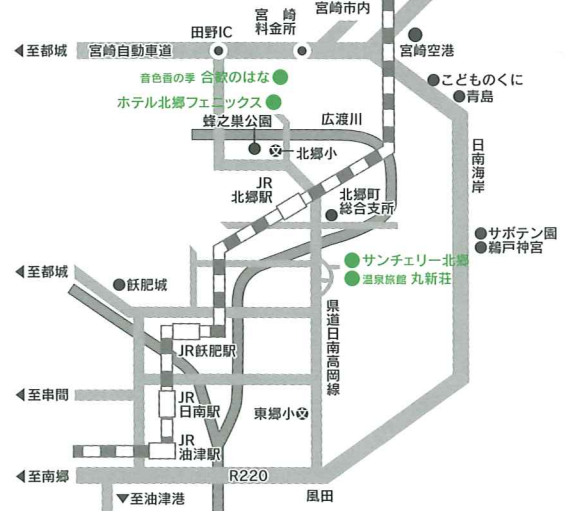 宮崎市内
宮崎
料金所
田野IC
◀至都城
宮崎自動車道
宮崎空港
音色香の季 合歓のはな
ホテル北郷フェニックス
こどものくに
青島
蜂之巣公園
広渡川
北郷小
日南海岸
JR
北郷駅
北郷町
総合支所
サボテン園
鵜戸神宮
サンチェリー北郷
温泉旅館 丸新荘
◀至都城
飫肥城
県道日南高岡線
JR飫肥駅
◀至串間
JR
日南駅
東郷小
JR
油津駅
◀至南郷
R220
▼至油津港
風田